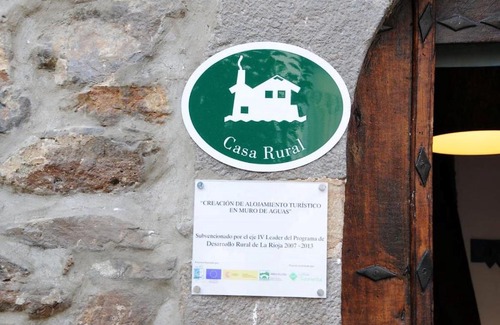 Casa Rural
"CREACIÓN DE ALOJAMIENTO TURÍSTICO
EN MURO DE AGUAS"
Subvencionado por el eje IV Leader del Programa de
Desarrollo Rural de La Rioja 2007 - 2013